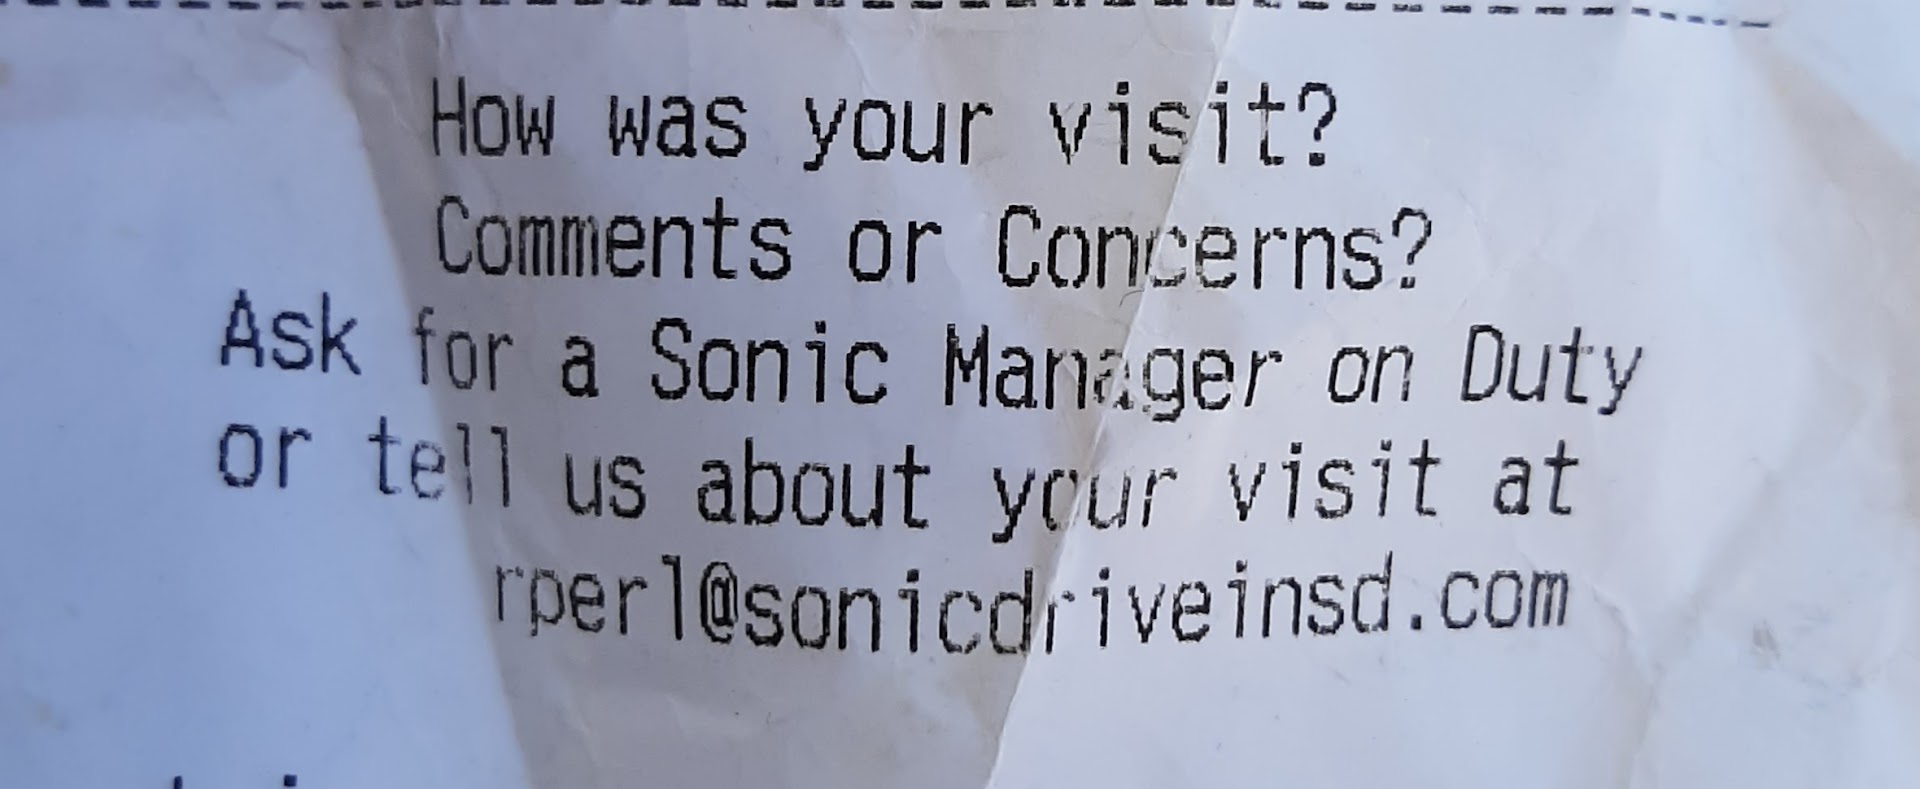 How was your visit?
Comments or Concerns?
Ask for a Sonic Manager on Duty
or tell us about your visit at
rperl@sonicdriveinsd.com